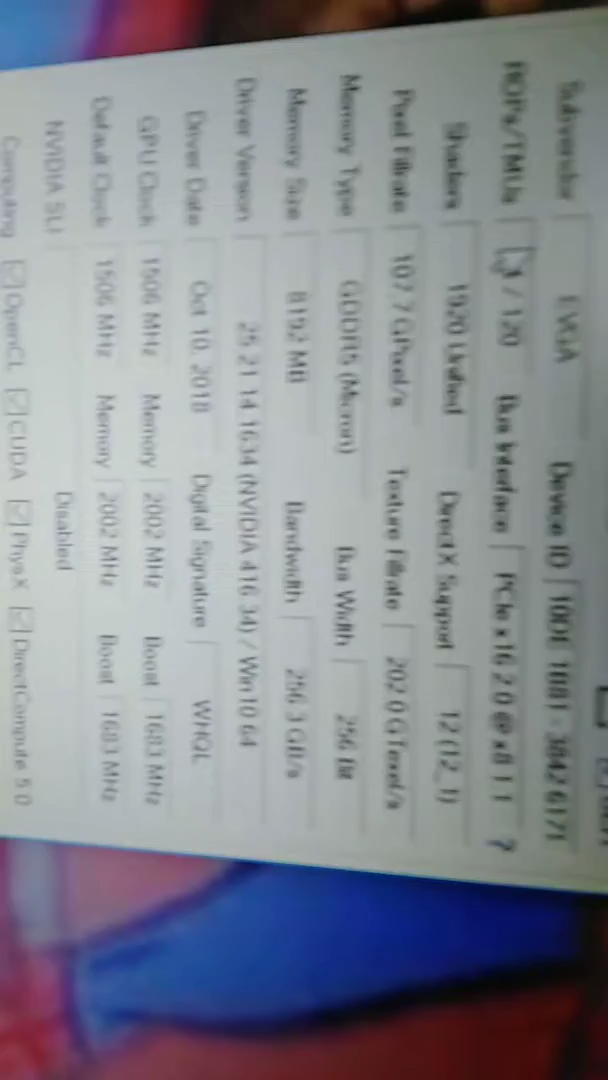 Subvendor EVGA Device ID 10DE 1B81 - 3842 6171
ROPs/TMUs / 120 Bus Interface PCIe x16 2.0 @ x8 1.1 ?
Shaders 1920 Unified DirectX Support 12 (12_1)
Pixel Fillrate 107.7 GPixel/s Texture Fillrate 202.0 GTexel/s
Memory Type GDDR5 (Micron) Bus Width 256 Bit
Memory Size 8192 MB Bandwidth 256.3 GB/s
Driver Version 25.21.14.1634 (NVIDIA 416.34) / Win10 64
Driver Date Oct 10, 2018 Digital Signature WHQL
GPU Clock 1506 MHz Memory 2002 MHz Boost 1683 MHz
Default Clock 1506 MHz Memory 2002 MHz Boost 1683 MHz
NVIDIA SLI Disabled
Computing OpenCL CUDA PhysX DirectCompute 5.0